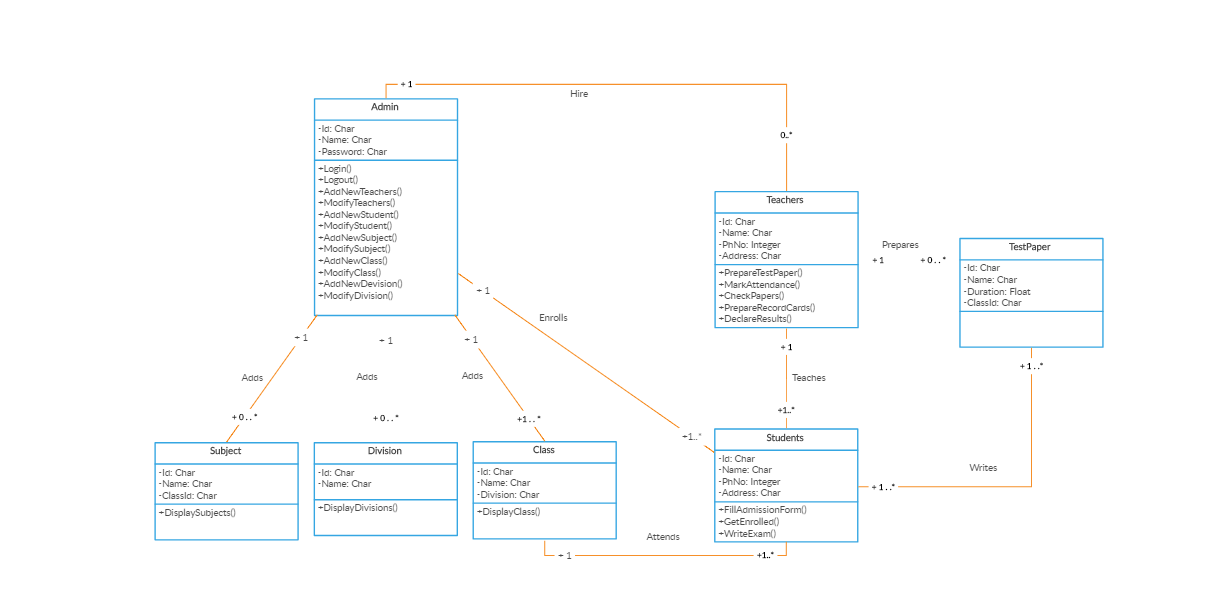 + 1
Hire
0..*
Admin
-Id: Char
-Name: Char
-Password: Char
+Login()
+Logout()
+AddNewTeachers()
+ModifyTeachers()
+AddNewStudent()
+ModifyStudent()
+AddNewSubject()
+ModifySubject()
+AddNewClass()
+ModifyClass()
+AddNewDevision()
+ModifyDivision()
Teachers
-Id: Char
-Name: Char
-PhNo: Integer
-Address: Char
+PrepareTestPaper()
+MarkAttendance()
+CheckPapers()
+PrepareRecordCards()
+DeclareResults()
Prepares
+ 1
+ 0..*
TestPaper
-Id: Char
-Name: Char
-Duration: Float
-ClassId: Char
+ 1
Enrolls
+1..*
+ 1
Adds
+ 0..*
+ 1
Adds
+ 0..*
+ 1
Adds
+1..*
+ 1
Teaches
+1..*
+ 1..*
Writes
+ 1..*
Subject
-Id: Char
-Name: Char
-ClassId: Char
+DisplaySubjects()
Division
-Id: Char
-Name: Char
+DisplayDivisions()
Class
-Id: Char
-Name: Char
-Division: Char
+DisplayClass()
Students
-Id: Char
-Name: Char
-PhNo: Integer
-Address: Char
+FillAdmissionForm()
+GetEnrolled()
+WriteExam()
Attends
+ 1
+1..*